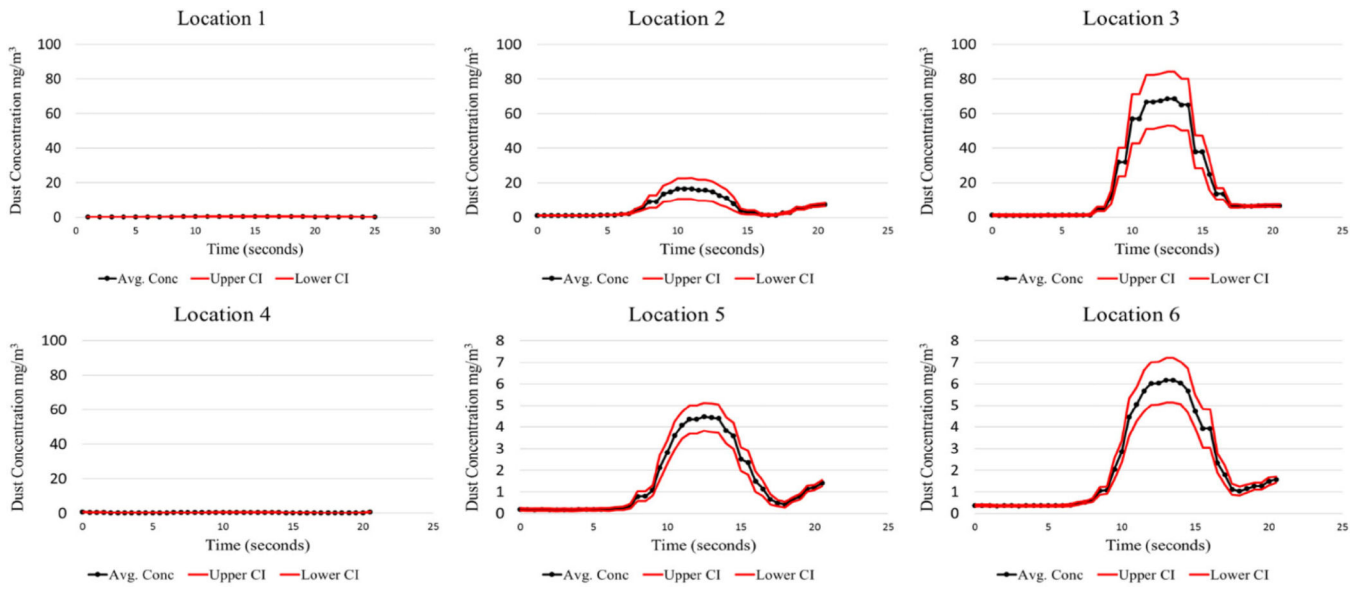 Location 1
Dust Concentration mg/m³
100
80
60
40
20
0
0 5 10 15 20 25 30
Time (seconds)
Avg. Conc Upper CI Lower CI
Location 2
Dust Concentration mg/m³
100
80
60
40
20
0
0 5 10 15 20 25
Time (seconds)
Avg. Conc Upper CI Lower CI
Location 3
Dust Concentration mg/m³
100
80
60
40
20
0
0 5 10 15 20 25
Time (seconds)
Avg. Conc Upper CI Lower CI
Location 4
Dust Concentration mg/m³
100
80
60
40
20
0
0 5 10 15 20 25
Time (seconds)
Avg. Conc Upper CI Lower CI
Location 5
Dust Concentration mg/m³
8
7
6
5
4
3
2
1
0
0 5 10 15 20 25
Time (seconds)
Avg. Conc Upper CI Lower CI
Location 6
Dust Concentration mg/m³
8
7
6
5
4
3
2
1
0
0 5 10 15 20 25
Time (seconds)
Avg. Conc Upper CI Lower CI